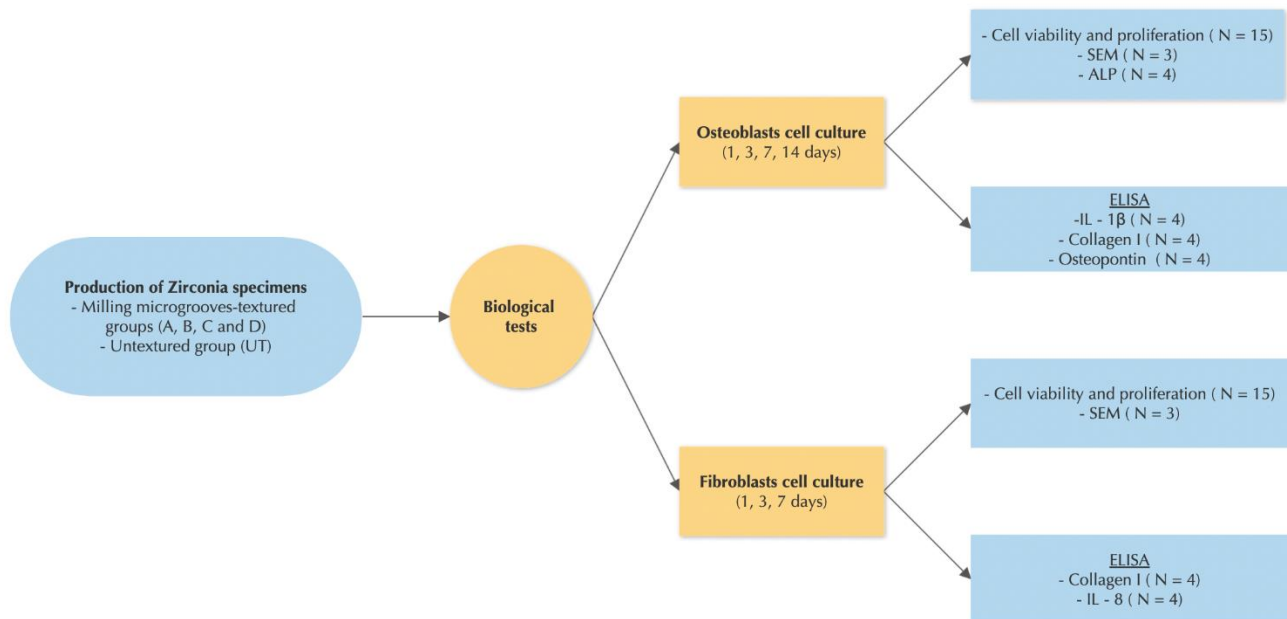 Production of Zirconia specimens
- Milling microgrooves-textured
groups (A, B, C and D)
- Untextured group (UT)
Biological
tests
Osteoblasts cell culture
(1, 3, 7, 14 days)
- Cell viability and proliferation ( N = 15)
- SEM ( N = 3)
- ALP ( N = 4)
ELISA
-IL - 1β ( N = 4)
- Collagen I ( N = 4)
- Osteopontin  ( N = 4)
Fibroblasts cell culture
(1, 3, 7 days)
- Cell viability and proliferation ( N = 15)
- SEM ( N = 3)
ELISA
- Collagen I ( N = 4)
- IL - 8 ( N = 4)